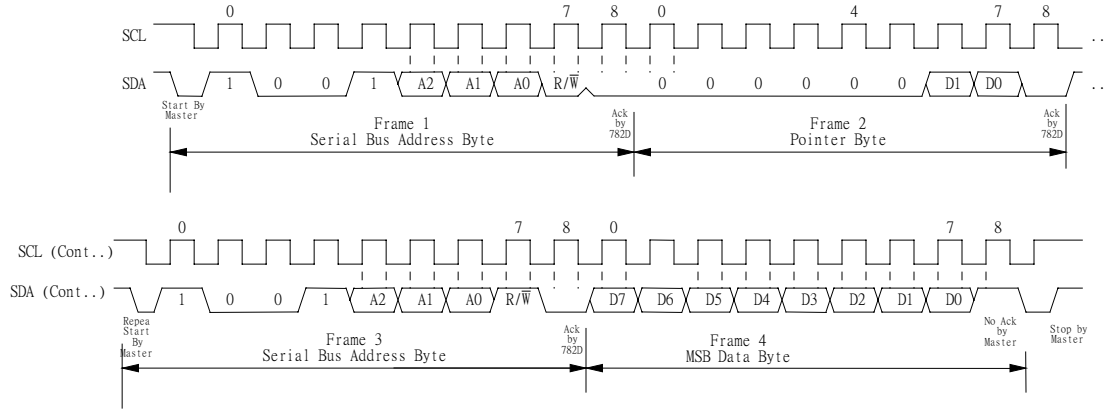 0 7 8 0 4 7 8
SCL ..
SDA 1 0 0 1 A2 A1 A0 R/W 0 0 0 0 0 0 D1 D0 ..
Start By
Master
Ack
by
782D
Ack
by
782D
Frame 1
Serial Bus Address Byte
Frame 2
Pointer Byte
0 7 8 0 7 8
SCL (Cont..)
SDA (Cont..) 1 0 0 1 A2 A1 A0 R/W D7 D6 D5 D4 D3 D2 D1 D0
Repea
Start
By
Master
Ack
by
782D
No Ack
by
Master
Stop by
Master
Frame 3
Serial Bus Address Byte
Frame 4
MSB Data Byte